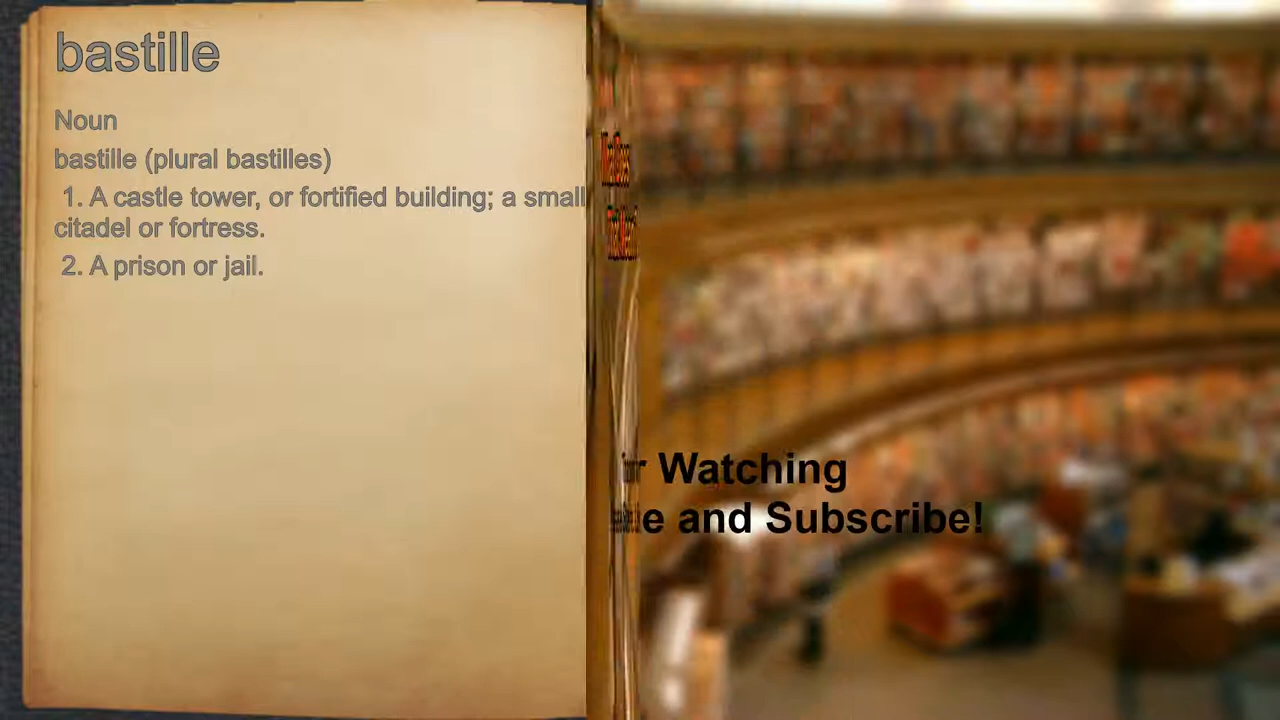 bastille
Noun
bastille (plural bastilles)
1. A castle tower, or fortified building; a small
citadel or fortress.
2. A prison or jail.
Watching
and Subscribe!